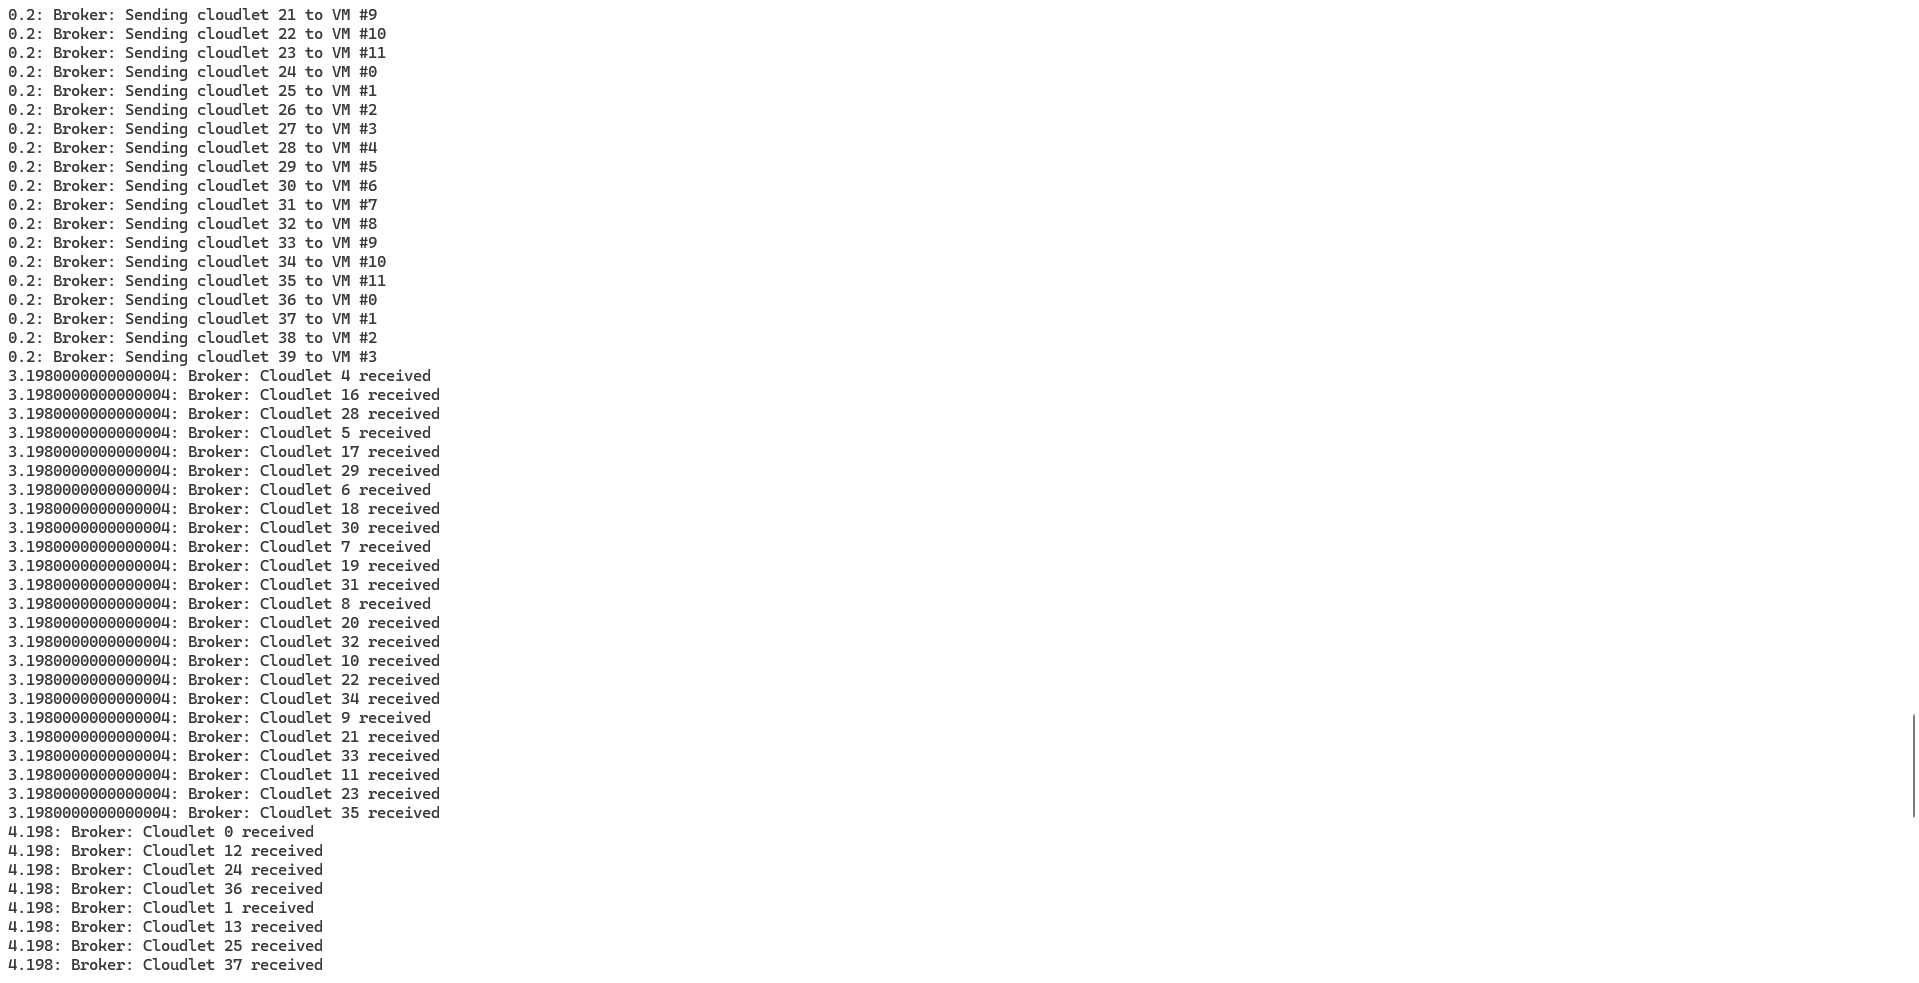 0.2: Broker: Sending cloudlet 21 to VM #9
0.2: Broker: Sending cloudlet 22 to VM #10
0.2: Broker: Sending cloudlet 23 to VM #11
0.2: Broker: Sending cloudlet 24 to VM #0
0.2: Broker: Sending cloudlet 25 to VM #1
0.2: Broker: Sending cloudlet 26 to VM #2
0.2: Broker: Sending cloudlet 27 to VM #3
0.2: Broker: Sending cloudlet 28 to VM #4
0.2: Broker: Sending cloudlet 29 to VM #5
0.2: Broker: Sending cloudlet 30 to VM #6
0.2: Broker: Sending cloudlet 31 to VM #7
0.2: Broker: Sending cloudlet 32 to VM #8
0.2: Broker: Sending cloudlet 33 to VM #9
0.2: Broker: Sending cloudlet 34 to VM #10
0.2: Broker: Sending cloudlet 35 to VM #11
0.2: Broker: Sending cloudlet 36 to VM #0
0.2: Broker: Sending cloudlet 37 to VM #1
0.2: Broker: Sending cloudlet 38 to VM #2
0.2: Broker: Sending cloudlet 39 to VM #3
3.1980000000000004: Broker: Cloudlet 4 received
3.1980000000000004: Broker: Cloudlet 16 received
3.1980000000000004: Broker: Cloudlet 28 received
3.1980000000000004: Broker: Cloudlet 5 received
3.1980000000000004: Broker: Cloudlet 17 received
3.1980000000000004: Broker: Cloudlet 29 received
3.1980000000000004: Broker: Cloudlet 6 received
3.1980000000000004: Broker: Cloudlet 18 received
3.1980000000000004: Broker: Cloudlet 30 received
3.1980000000000004: Broker: Cloudlet 7 received
3.1980000000000004: Broker: Cloudlet 19 received
3.1980000000000004: Broker: Cloudlet 31 received
3.1980000000000004: Broker: Cloudlet 8 received
3.1980000000000004: Broker: Cloudlet 20 received
3.1980000000000004: Broker: Cloudlet 32 received
3.1980000000000004: Broker: Cloudlet 10 received
3.1980000000000004: Broker: Cloudlet 22 received
3.1980000000000004: Broker: Cloudlet 34 received
3.1980000000000004: Broker: Cloudlet 9 received
3.1980000000000004: Broker: Cloudlet 21 received
3.1980000000000004: Broker: Cloudlet 33 received
3.1980000000000004: Broker: Cloudlet 11 received
3.1980000000000004: Broker: Cloudlet 23 received
3.1980000000000004: Broker: Cloudlet 35 received
4.198: Broker: Cloudlet 0 received
4.198: Broker: Cloudlet 12 received
4.198: Broker: Cloudlet 24 received
4.198: Broker: Cloudlet 36 received
4.198: Broker: Cloudlet 1 received
4.198: Broker: Cloudlet 13 received
4.198: Broker: Cloudlet 25 received
4.198: Broker: Cloudlet 37 received